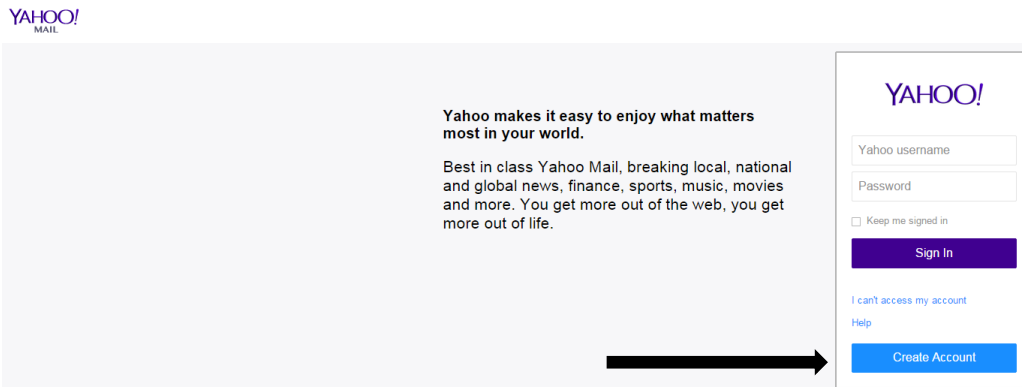 YAHOO!
MAIL
Yahoo makes it easy to enjoy what matters
most in your world.
Best in class Yahoo Mail, breaking local, national
and global news, finance, sports, music, movies
and more. You get more out of the web, you get
more out of life.
YAHOO!
Yahoo username
Password
Keep me signed in
Sign In
I can't access my account
Help
Create Account